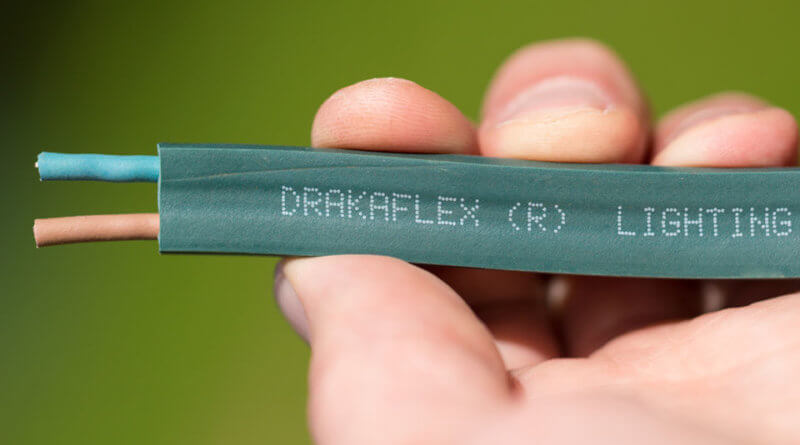 DRAKAFLEX (R) LIGHTING